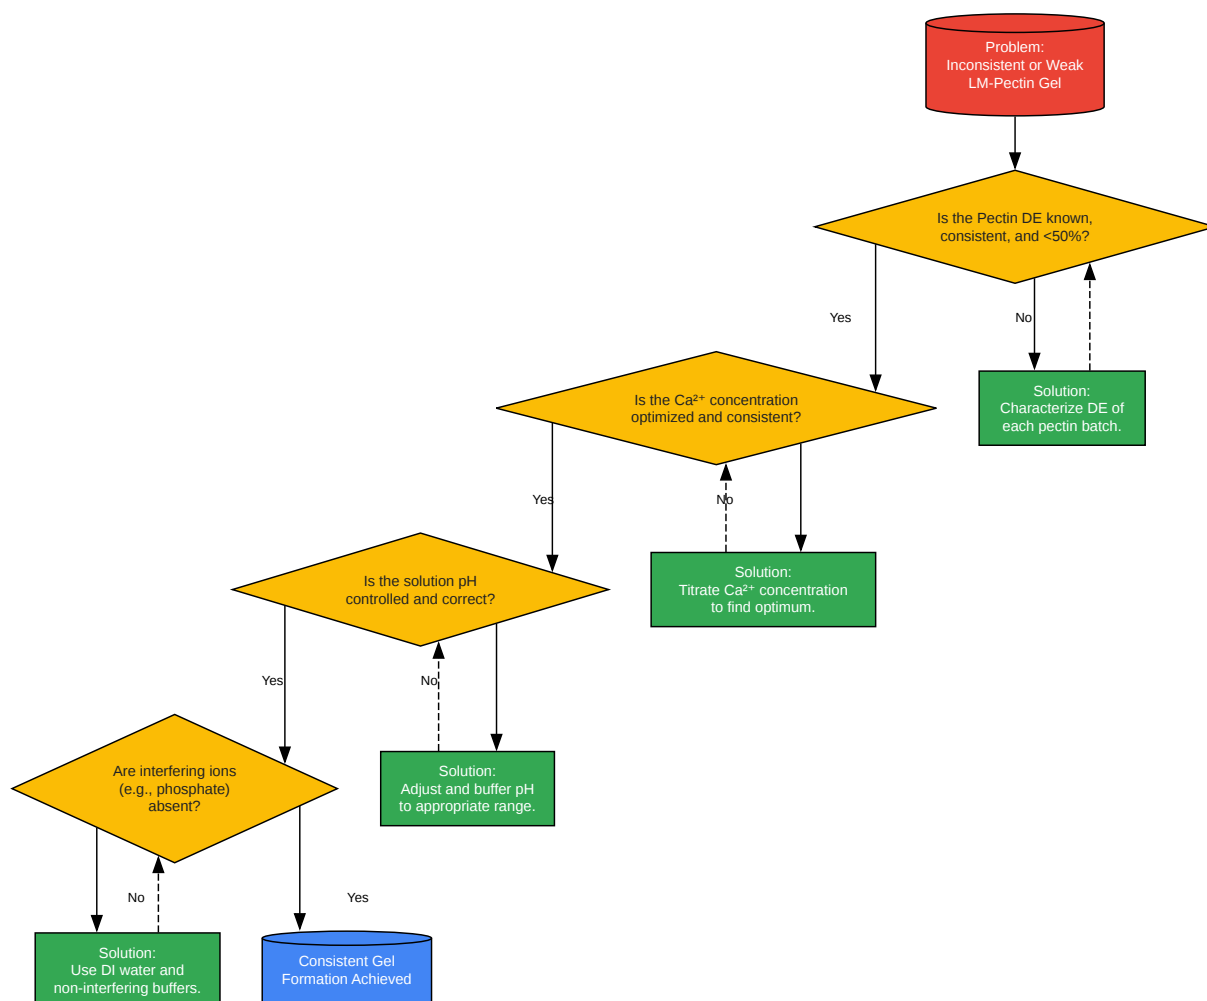 Problem:
Inconsistent or Weak
LM-Pectin Gel
Is the Pectin DE known,
consistent, and <50%?
Yes
No
Solution:
Characterize DE of
each pectin batch.
Is the Ca²⁺ concentration
optimized and consistent?
Yes
No
Solution:
Titrate Ca²⁺ concentration
to find optimum.
Is the solution pH
controlled and correct?
Yes
No
Solution:
Adjust and buffer pH
to appropriate range.
Are interfering ions
(e.g., phosphate)
absent?
No
Yes
Solution:
Use DI water and
non-interfering buffers.
Consistent Gel
Formation Achieved